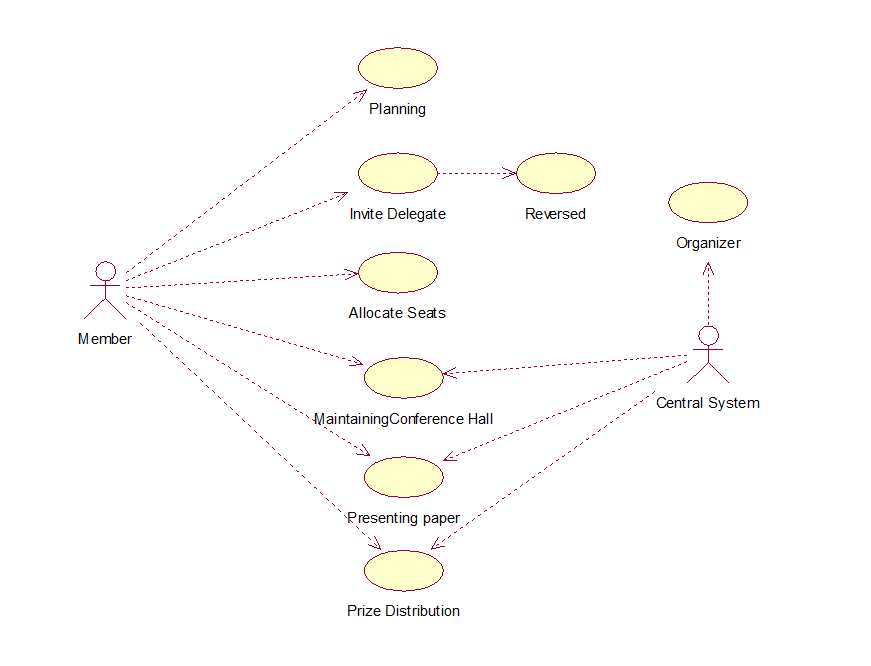 Planning
Invite Delegate
Reversed
Organizer
Allocate Seats
Member
Central System
MaintainingConference Hall
Presenting paper
Prize Distribution